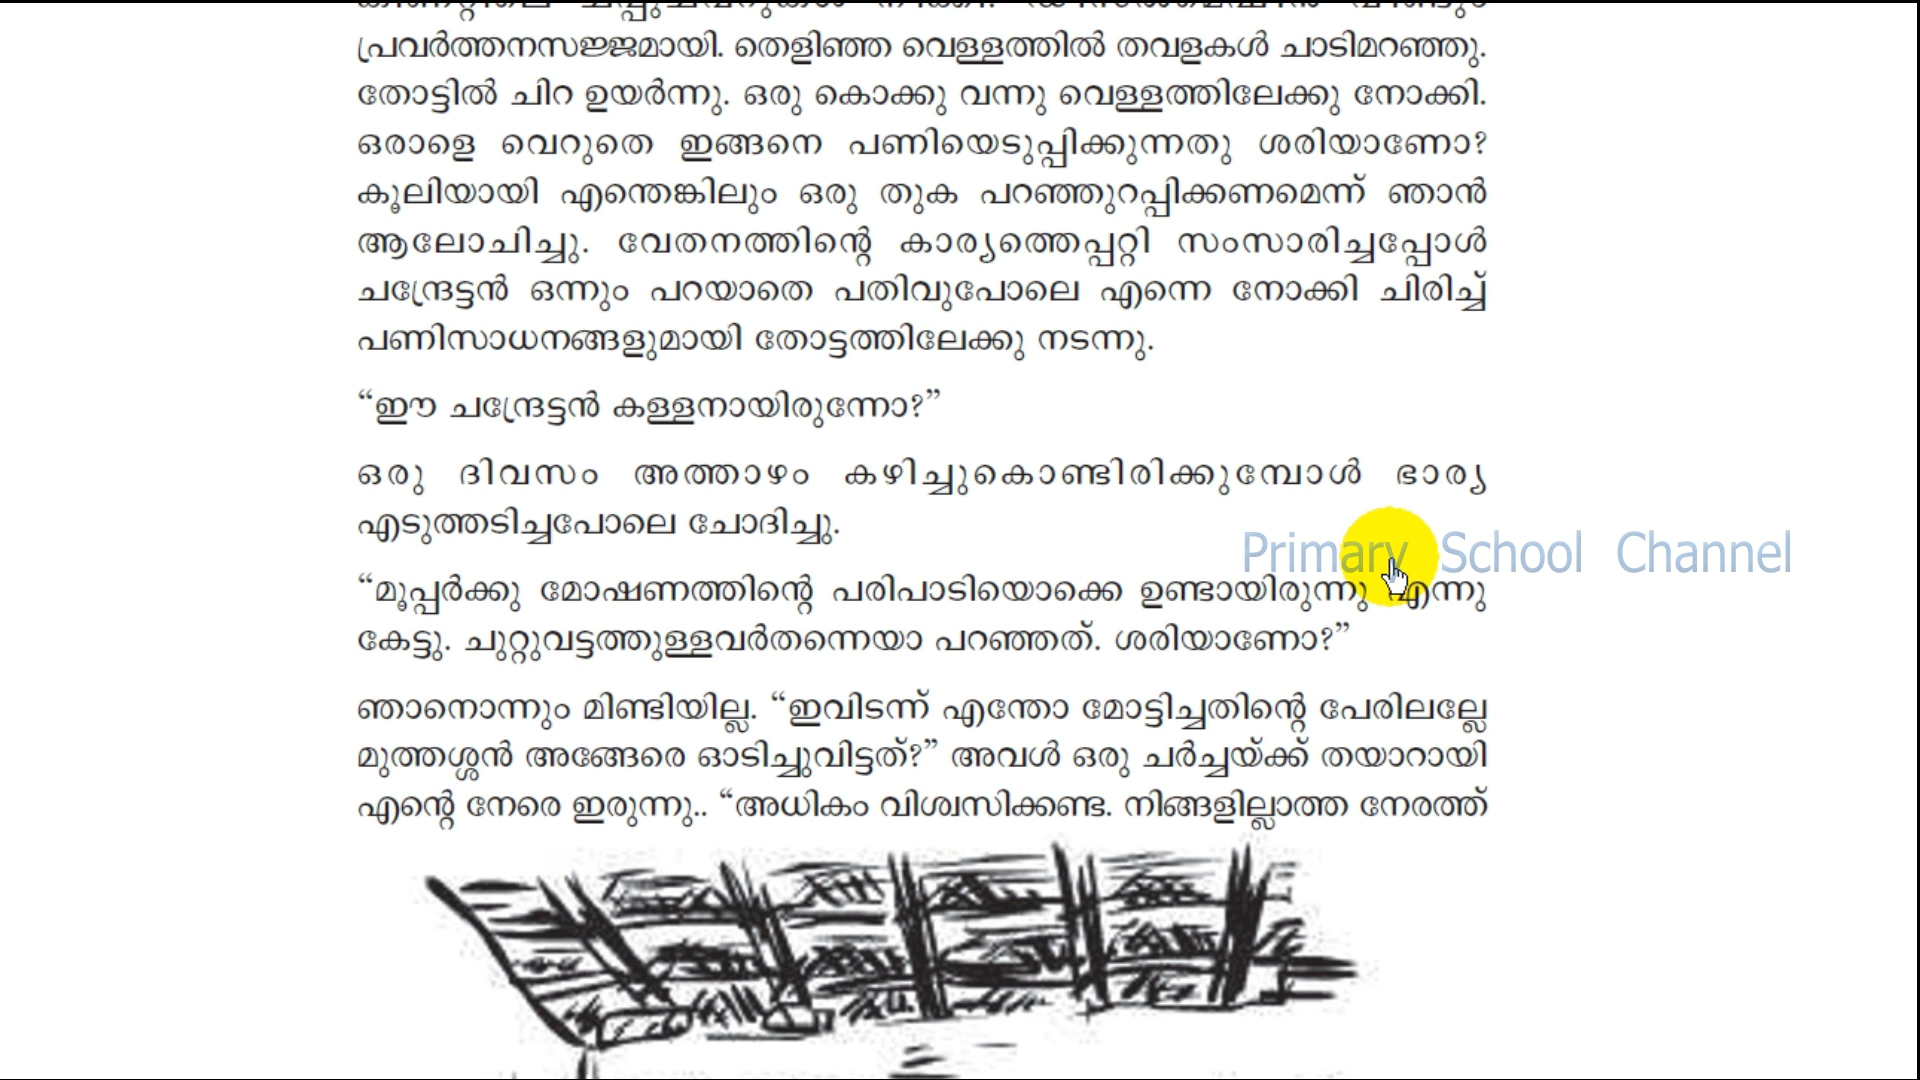 പ്രവർത്തനസജ്ജമായി. തെളിഞ്ഞ വെള്ളത്തിൽ തവളകൾ ചാടിമറഞ്ഞു.
തോട്ടിൽ ചിറ ഉയർന്നു. ഒരു കൊക്കു വന്നു വെള്ളത്തിലേക്കു നോക്കി.
ഒരാളെ വെറുതെ ഇങ്ങനെ പണിയെടുപ്പിക്കുന്നതു ശരിയാണോ?
കൂലിയായി എന്തെങ്കിലും ഒരു തുക പറഞ്ഞുറപ്പിക്കണമെന്ന് ഞാൻ
ആലോചിച്ചു. വേതനത്തിന്റെ കാര്യത്തെപ്പറ്റി സംസാരിച്ചപ്പോൾ
ചന്ദ്രേട്ടൻ ഒന്നും പറയാതെ പതിവുപോലെ എന്നെ നോക്കി ചിരിച്ച്
പണിസാധനങ്ങളുമായി തോട്ടത്തിലേക്കു നടന്നു.
“ഈ ചന്ദ്രേട്ടൻ കള്ളനായിരുന്നോ?”
ഒരു ദിവസം അത്താഴം കഴിച്ചുകൊണ്ടിരിക്കുമ്പോൾ ഭാര്യ
എടുത്തടിച്ചപോലെ ചോദിച്ചു.
Primary School Channel
“മൂപ്പർക്കു മോഷണത്തിന്റെ പരിപാടിയൊക്കെ ഉണ്ടായിരുന്നു എന്നു
കേട്ടു. ചുറ്റുവട്ടത്തുള്ളവർതന്നെയാ പറഞ്ഞത്. ശരിയാണോ?”
ഞാനൊന്നും മിണ്ടിയില്ല. “ഇവിടന്ന് എന്തോ മോട്ടിച്ചതിന്റെ പേരിലല്ലേ
മുത്തശ്ശൻ അങ്ങേരെ ഓടിച്ചുവിട്ടത്?” അവൾ ഒരു ചർച്ചയ്ക്ക് തയാറായി
എന്റെ നേരെ ഇരുന്നു.. “അധികം വിശ്വസിക്കണ്ട. നിങ്ങളില്ലാത്ത നേരത്ത്